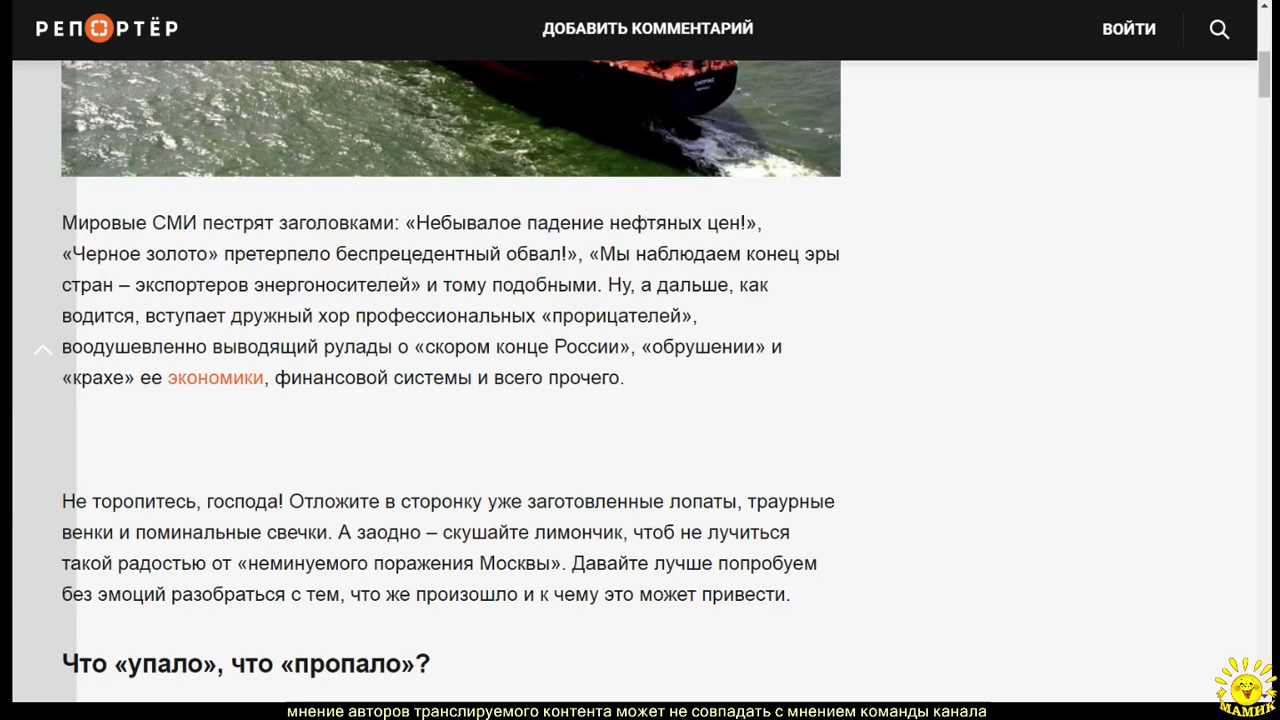 РЕПОРТЁР
ДОБАВИТЬ КОММЕНТАРИЙ
ВОЙТИ
Мировые СМИ пестрят заголовками: «Небывалое падение нефтяных цен!»,
«Черное золото» претерпело беспрецедентный обвал!», «Мы наблюдаем конец эры
стран – экспортеров энергоносителей» и тому подобными. Ну, а дальше, как
водится, вступает дружный хор профессиональных «прорицателей»,
воодушевленно выводящий рулады о «скором конце России», «обрушении» и
«крахе» ее экономики, финансовой системы и всего прочего.
Не торопитесь, господа! Отложите в сторонку уже заготовленные лопаты, траурные
венки и поминальные свечки. А заодно – скушайте лимончик, чтоб не лучиться
такой радостью от «неминуемого поражения Москвы». Давайте лучше попробуем
без эмоций разобраться с тем, что же произошло и к чему это может привести.
Что «упало», что «пропало»?
МАМИК
мнение авторов транслируемого контента может не совпадать с мнением команды канала